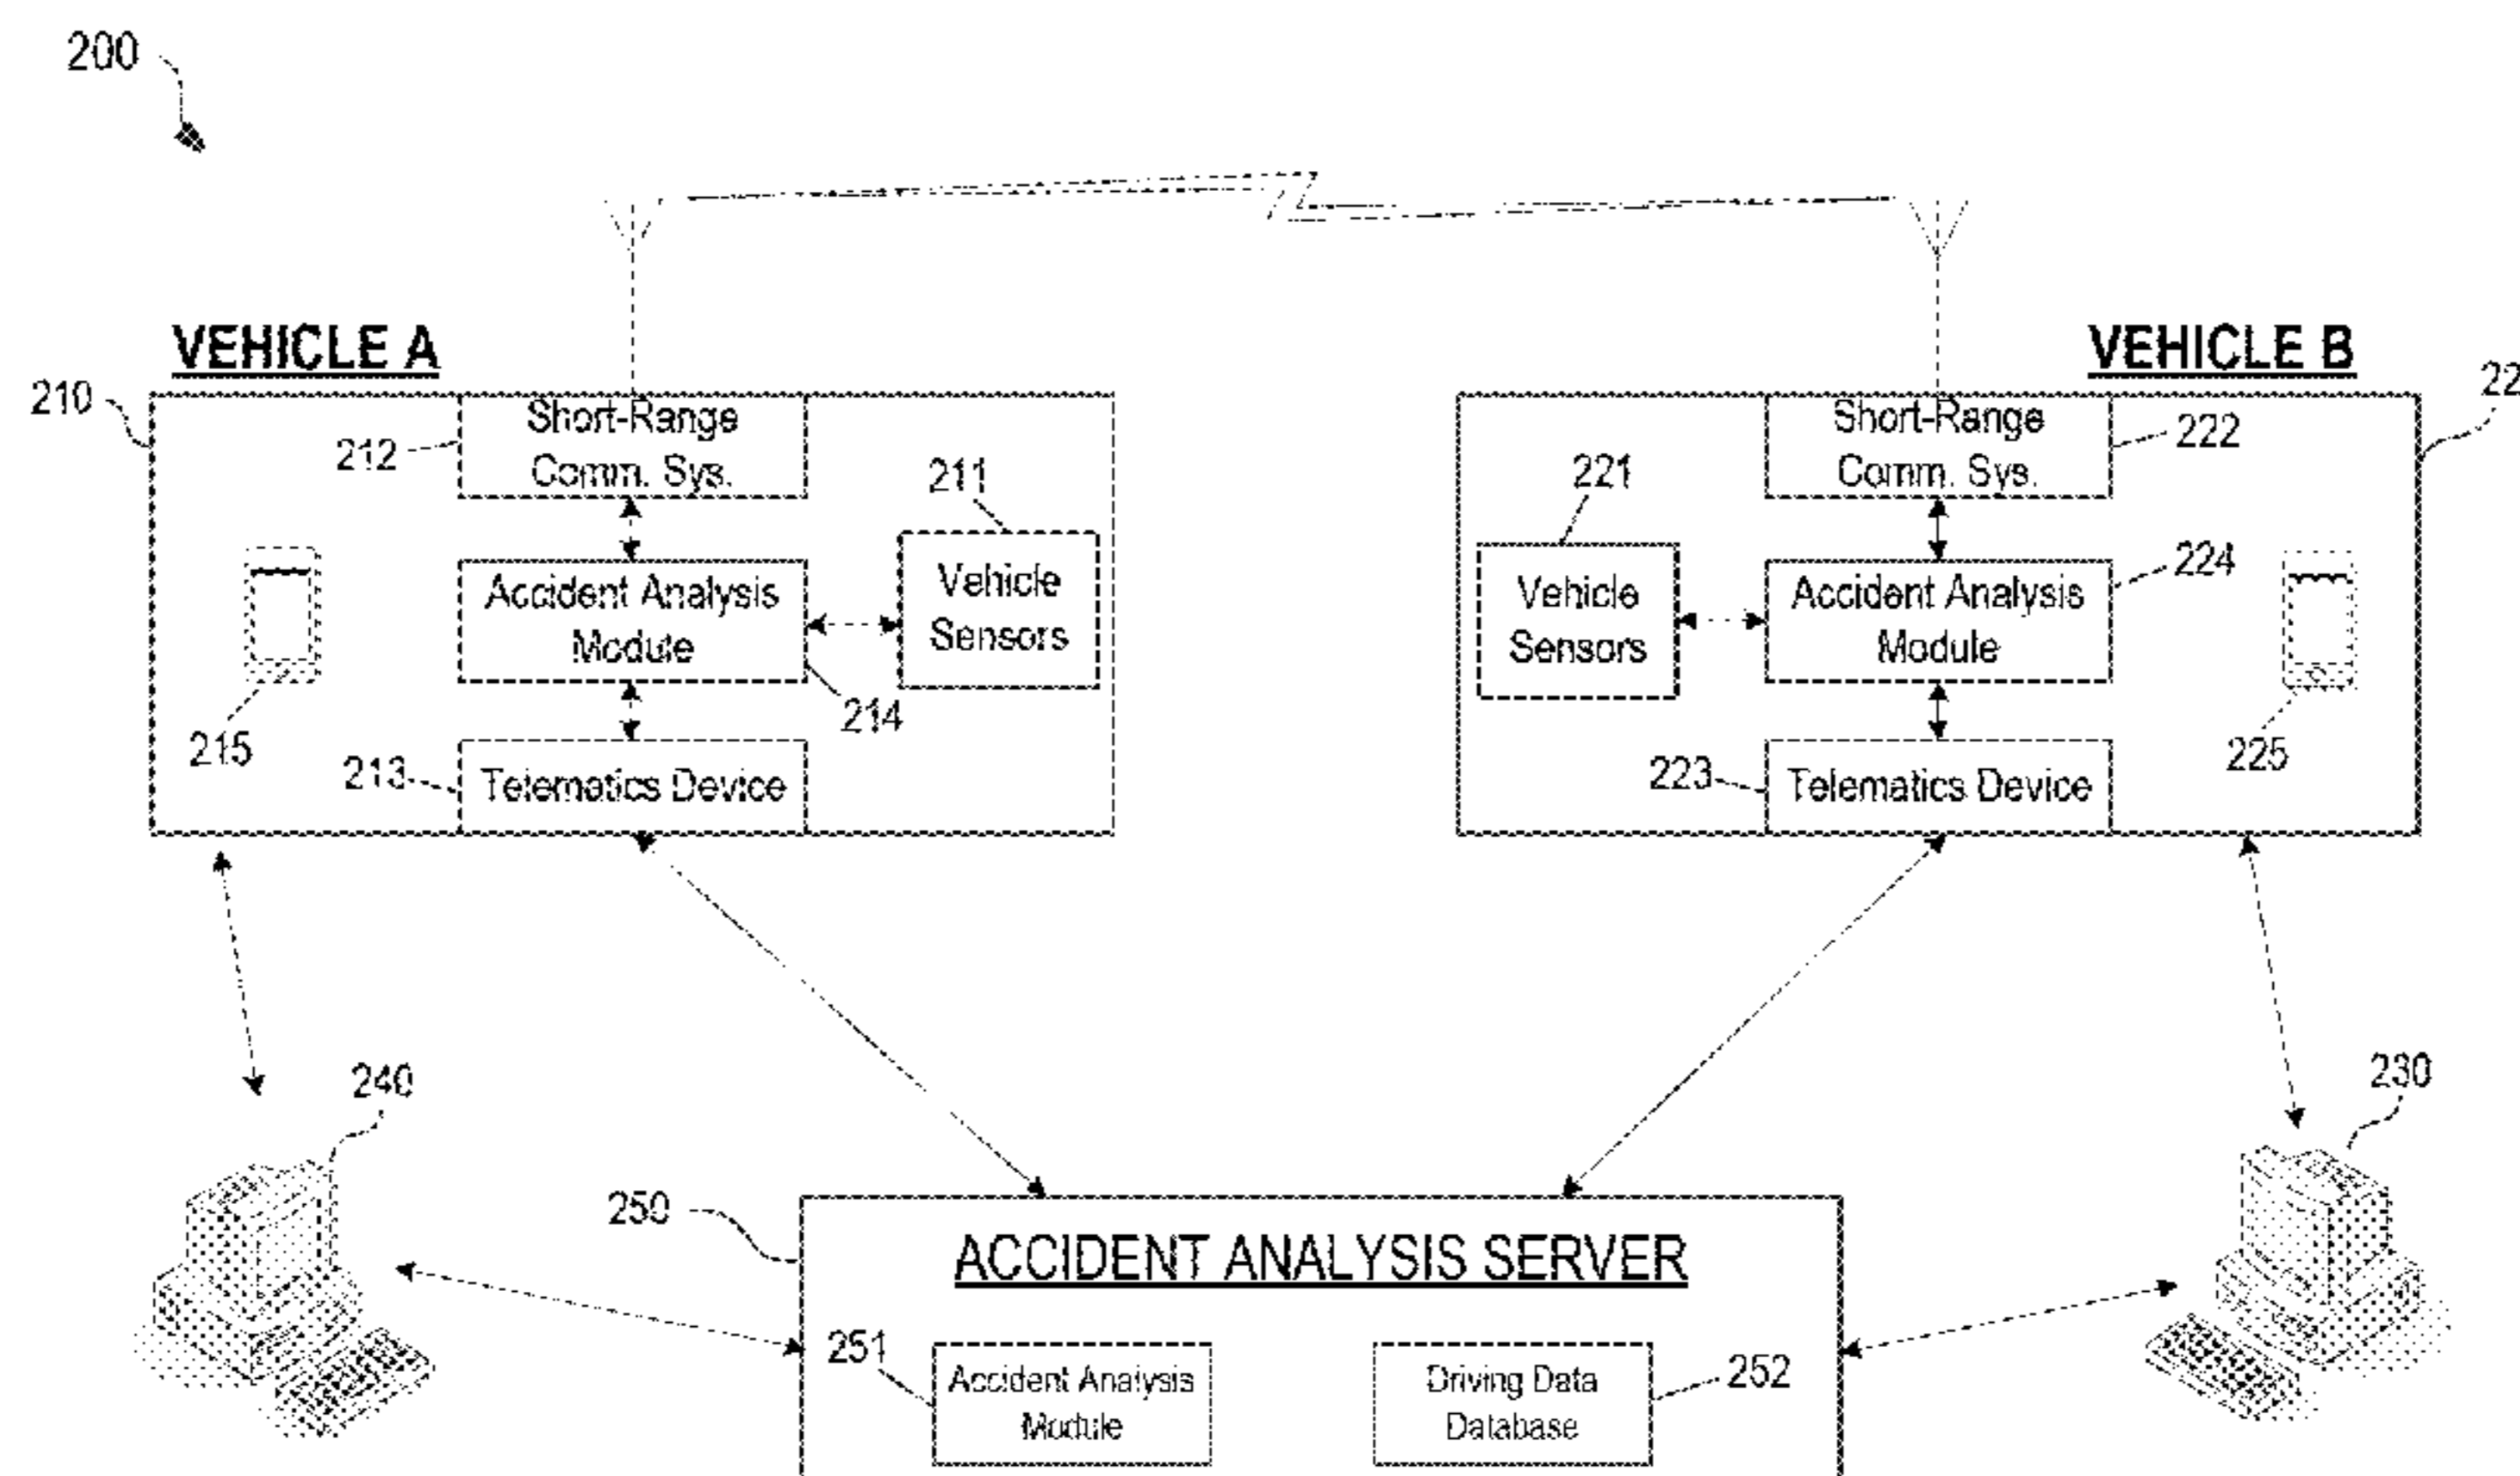 200
VEHICLE A
VEHICLE B
210
22
Short-Range
Comm. Sys.
212
211
Short-Range
Comm. Sys.
222
221
Accident Analysis
Module
Vehicle
Sensors
214
215
Vehicle
Sensors
Accident Analysis
Module
224
225
213
Telematics Device
223
Telematics Device
240
230
250
ACCIDENT ANALYSIS SERVER
251
Accident Analysis
Module
Driving Data
Database
252